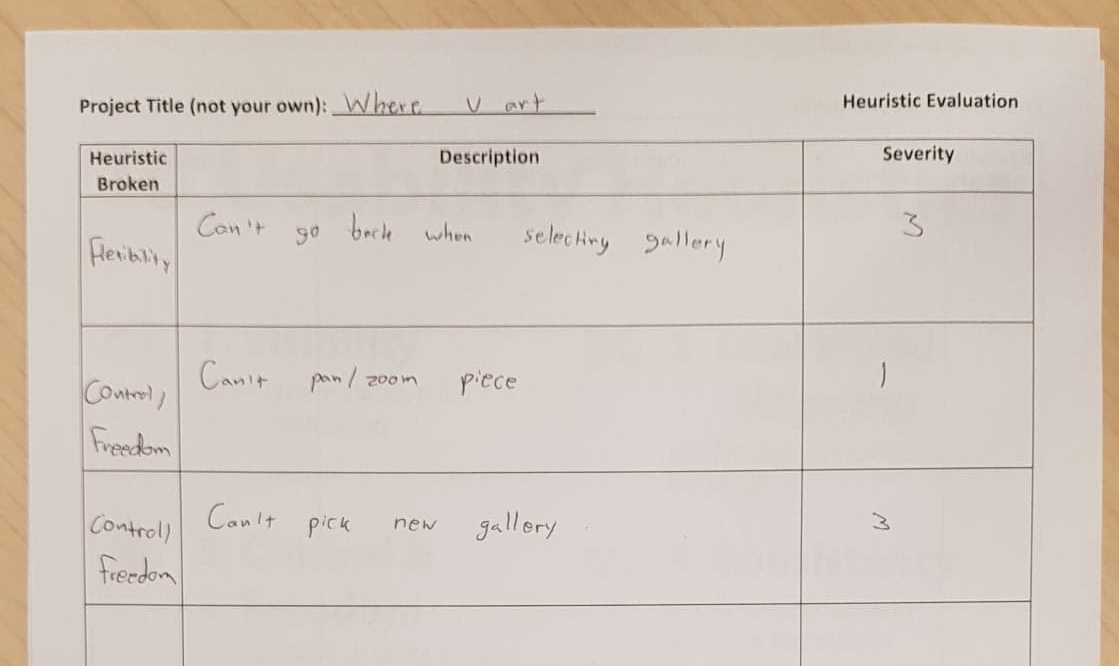 Project Title (not your own): Where U art
Heuristic Evaluation
Heuristic Broken
Description
Severity
Flexibility
Can't go back when selecting gallery
3
Control/
Freedom
Can't pan/zoom piece
1
Control/
freedom
Can't pick new gallery
3